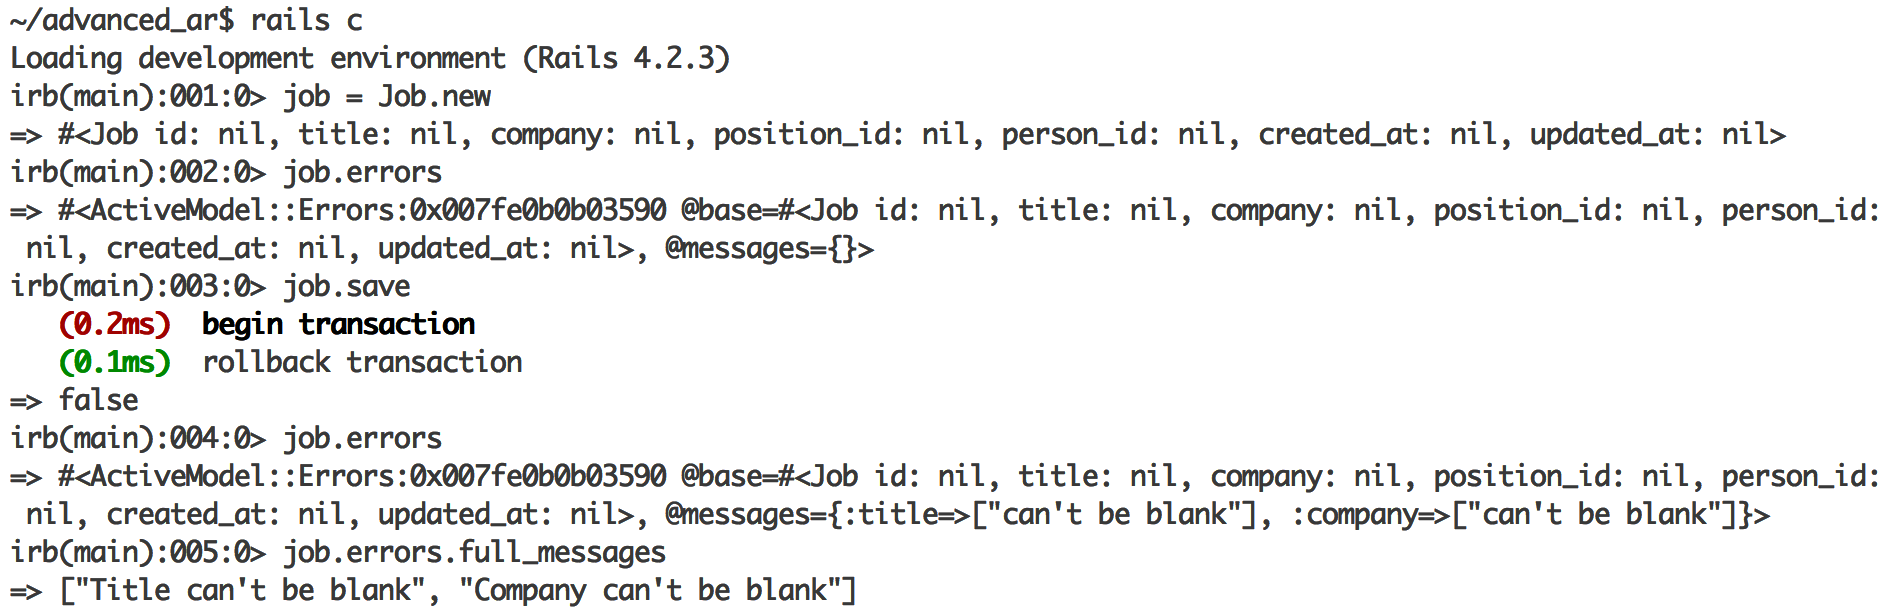 ~/advanced_ar$ rails c
Loading development environment (Rails 4.2.3)
irb(main):001:0> job = Job.new
=> #<Job id: nil, title: nil, company: nil, position_id: nil, person_id: nil, created_at: nil, updated_at: nil>
irb(main):002:0> job.errors
=> #<ActiveModel::Errors:0x007fe0b0b03590 @base=#<Job id: nil, title: nil, company: nil, position_id: nil, person_id:
 nil, created_at: nil, updated_at: nil>, @messages={}>
irb(main):003:0> job.save
   (0.2ms)  begin transaction
   (0.1ms)  rollback transaction
=> false
irb(main):004:0> job.errors
=> #<ActiveModel::Errors:0x007fe0b0b03590 @base=#<Job id: nil, title: nil, company: nil, position_id: nil, person_id:
 nil, created_at: nil, updated_at: nil>, @messages={:title=>["can't be blank"], :company=>["can't be blank"]}>
irb(main):005:0> job.errors.full_messages
=> ["Title can't be blank", "Company can't be blank"]